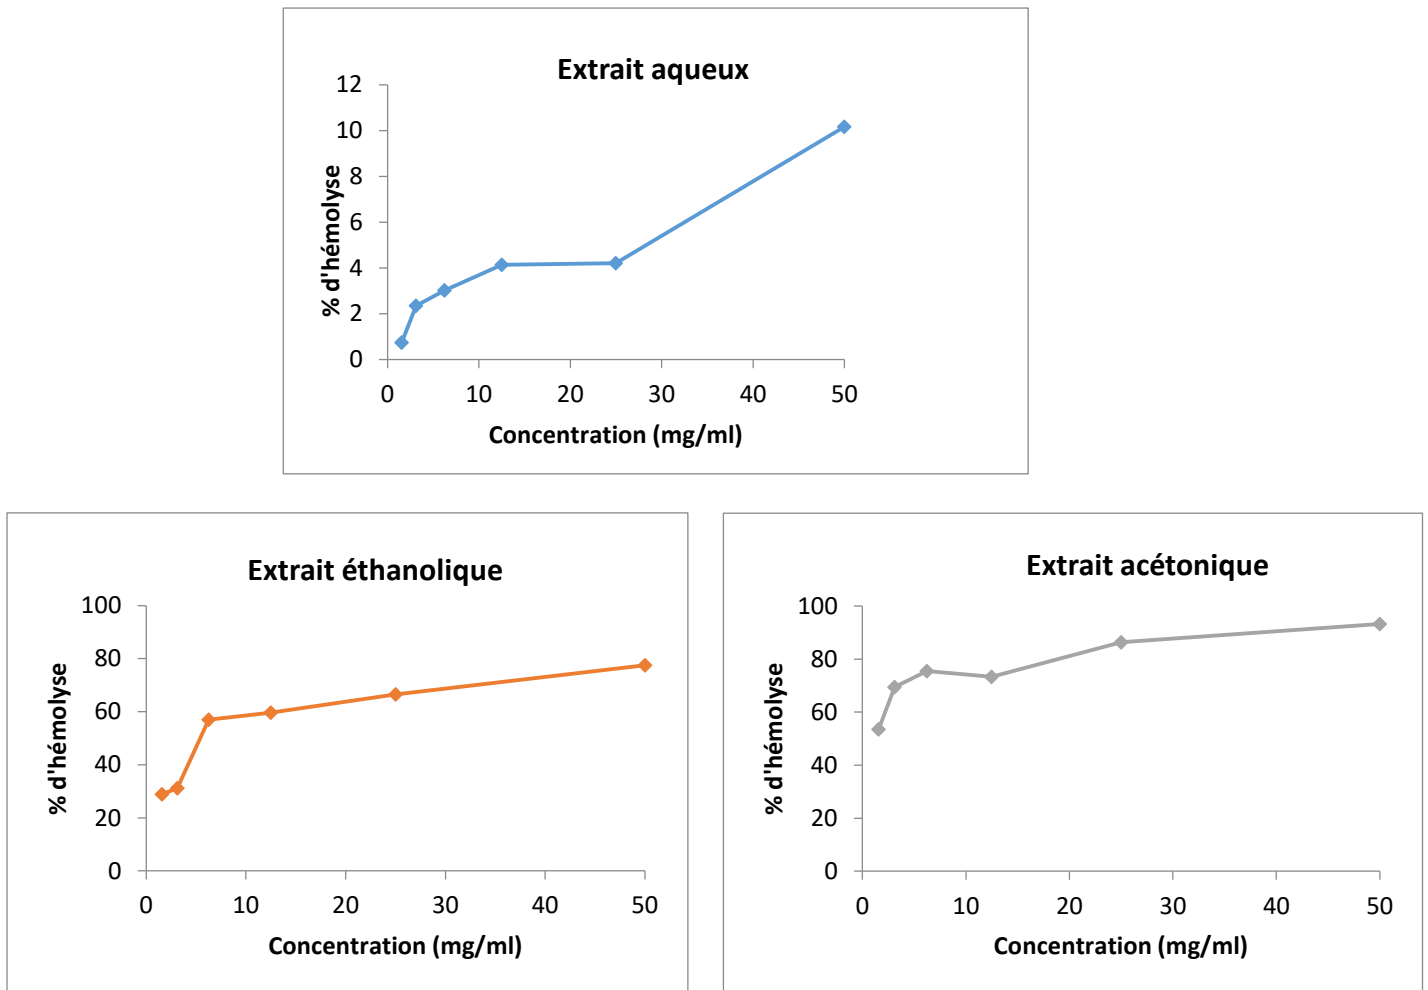 Extrait aqueux
12
10
8
6
4
2
0
% d'hémolyse
0 10 20 30 40 50
Concentration (mg/ml)
Extrait éthanolique
100
80
60
40
20
0
% d'hémolyse
0 10 20 30 40 50
Concentration (mg/ml)
Extrait acétonique
100
80
60
40
20
0
% d'hémolyse
0 10 20 30 40 50
Concentration (mg/ml)